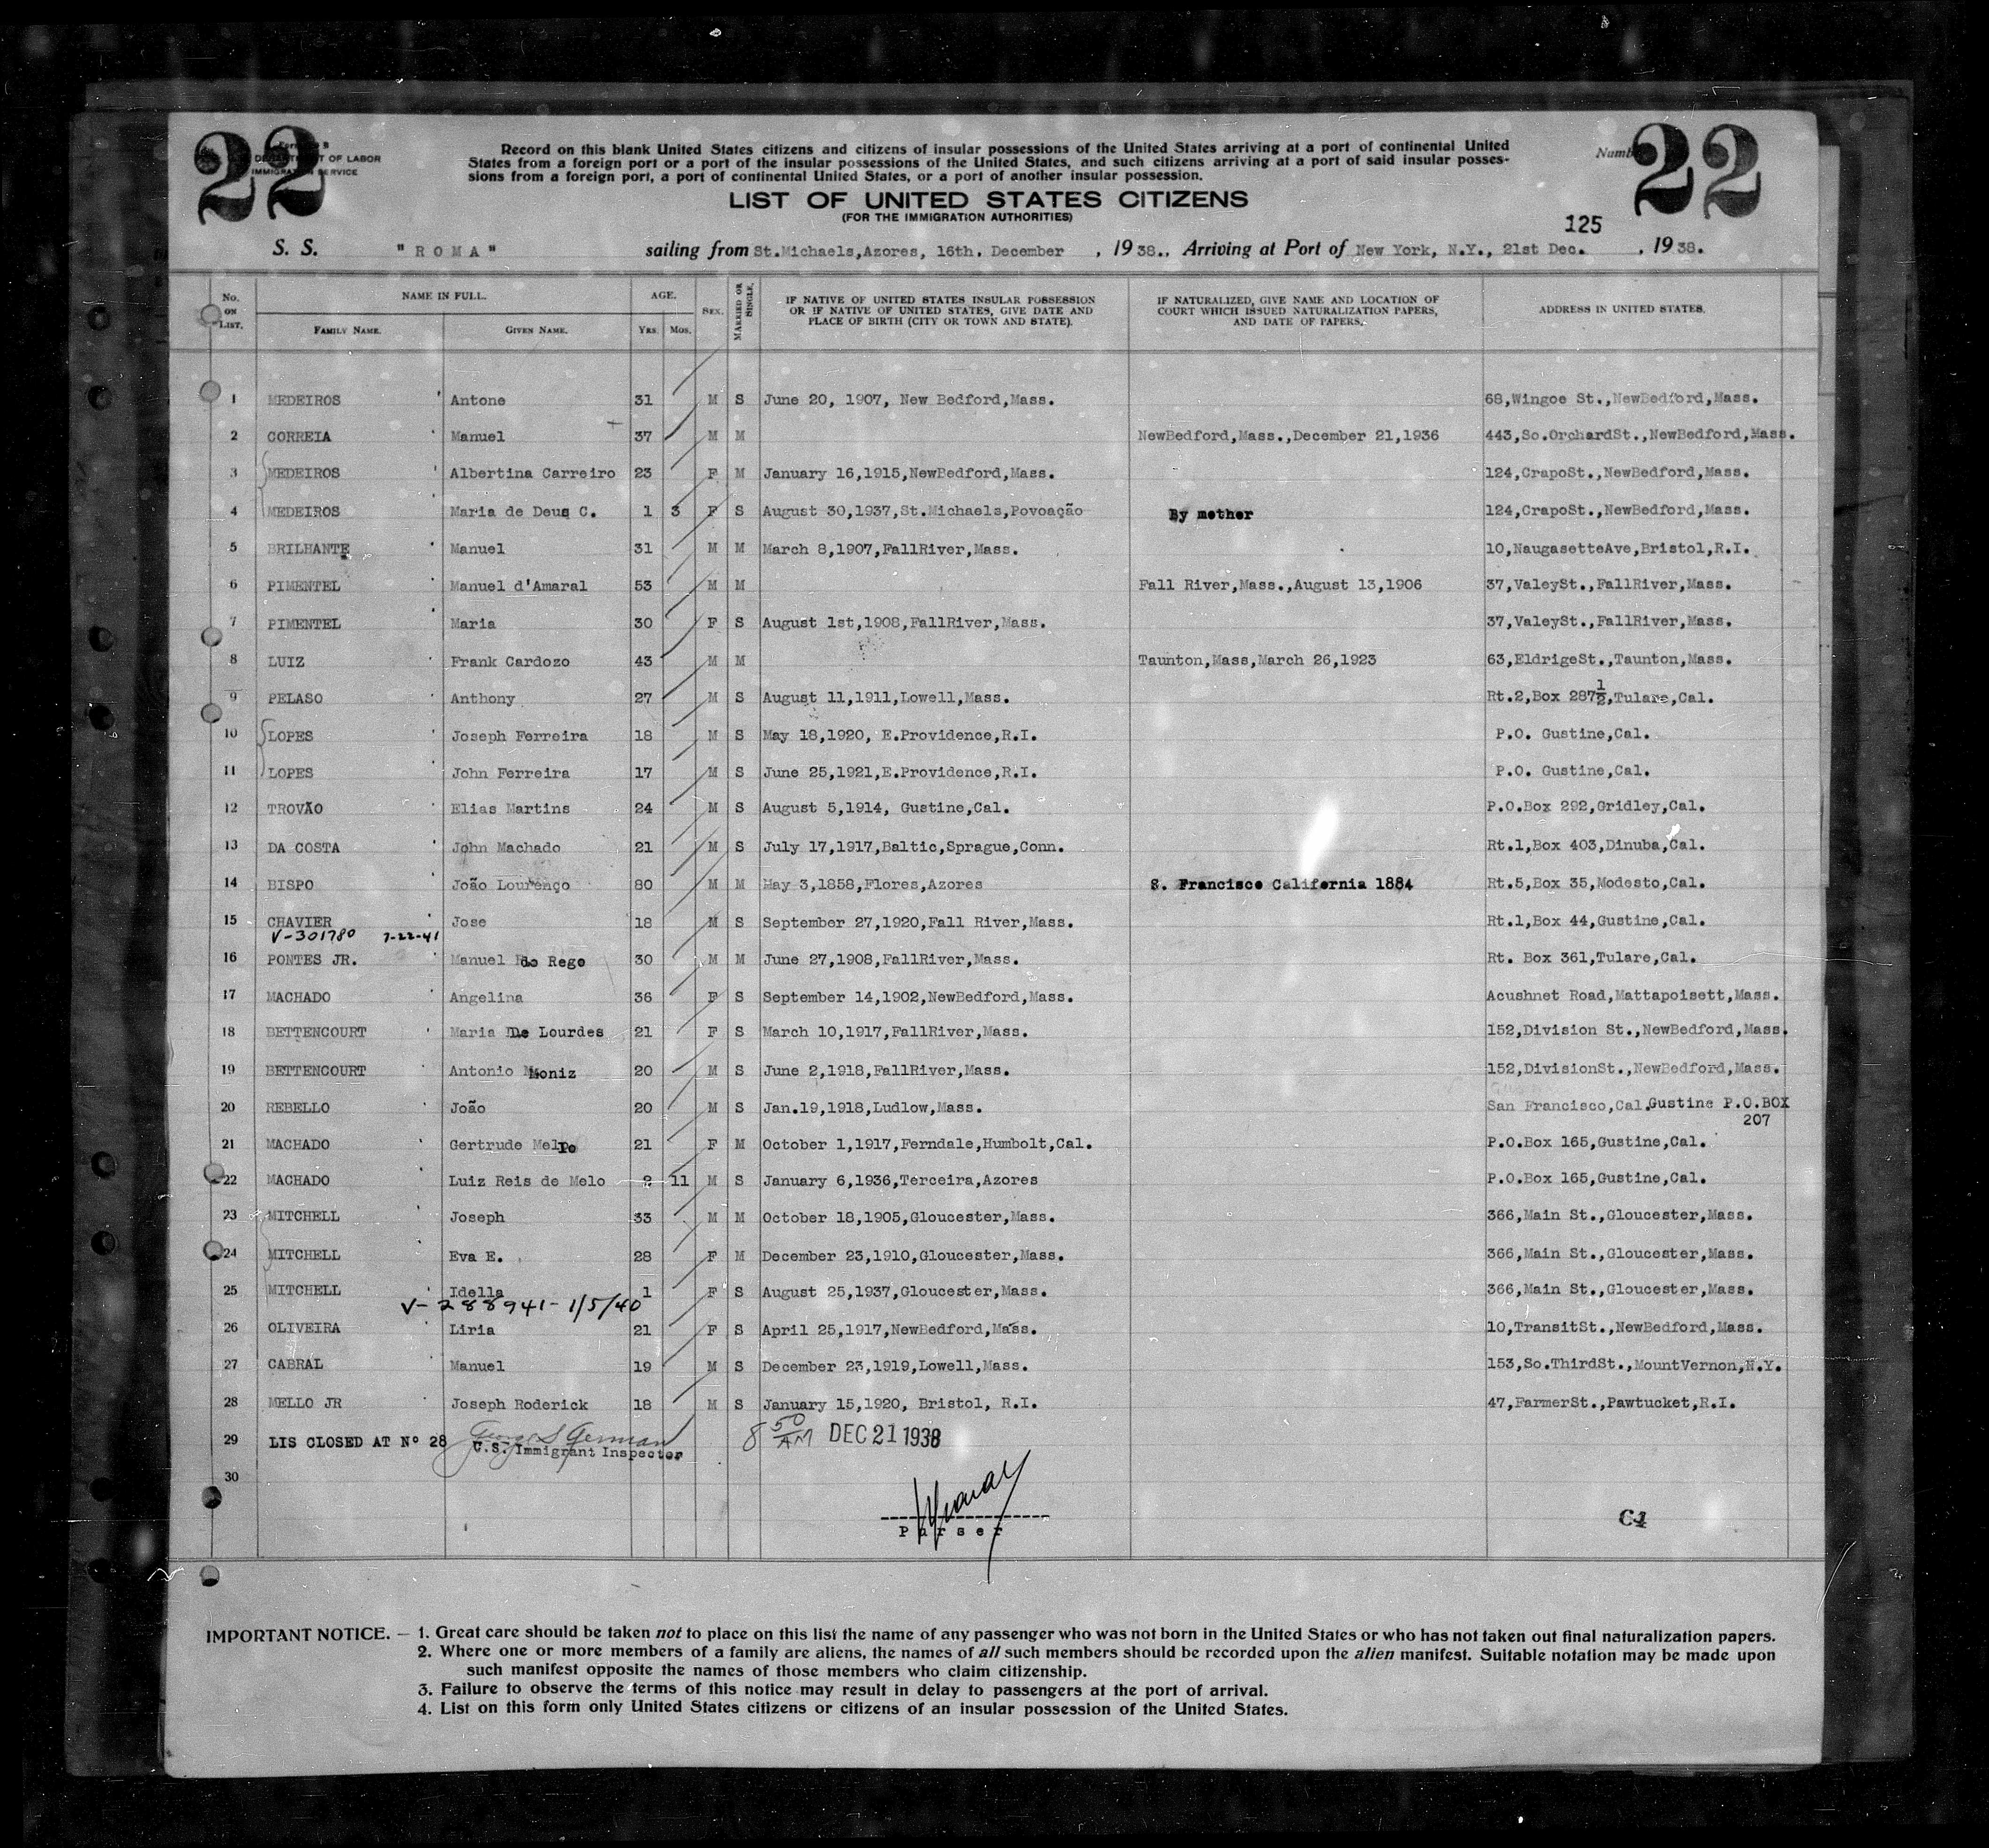 22
DEPARTMENT OF LABOR
IMMIGRATION SERVICE
Record on this blank United States citizens and citizens of insular possessions of the United States arriving at a port of continental United
States from a foreign port or a port of the insular possessions of the United States, and such citizens arriving at a port of said insular posses-
sions from a foreign port, a port of continental United States, or a port of another insular possession.
22
LIST OF UNITED STATES CITIZENS
(FOR THE IMMIGRATION AUTHORITIES)
125
S. S. "ROMA" sailing from St.Michaels,Azores, 16th. December , 1938., Arriving at Port of New York, N.Y., 21st Dec. , 1938.
No. ON LIST. NAME IN FULL. FAMILY NAME. GIVEN NAME. AGE. YRS. MOS. SEX. MARRIED OR SINGLE. IF NATIVE OF UNITED STATES INSULAR POSSESSION OR IF NATIVE OF UNITED STATES, GIVE DATE AND PLACE OF BIRTH (CITY OR TOWN AND STATE). IF NATURALIZED, GIVE NAME AND LOCATION OF COURT WHICH ISSUED NATURALIZATION PAPERS, AND DATE OF PAPERS. ADDRESS IN UNITED STATES.
1 MEDEIROS Antone 31 M S June 20, 1907, New Bedford,Mass. 68,Wingoe St.,NewBedford,Mass.
2 CORREIA Manuel 37 M M NewBedford,Mass.,December 21,1936 443,So.OrchardSt.,NewBedford,Mass.
3 MEDEIROS Albertina Carreiro 23 F M January 16,1915,NewBedford,Mass. 124,CrapoSt.,NewBedford,Mass.
4 MEDEIROS Maria de Deus C. 1 3 F S August 30,1937,St.Michaels,Povoação By mother 124,CrapoSt.,NewBedford,Mass.
5 BRILHANTE Manuel 31 M M March 8,1907,FallRiver,Mass. 10,NaugasetteAve,Bristol,R.I.
6 PIMENTEL Manuel d'Amaral 53 M M Fall River,Mass.,August 13,1906 37,ValeySt.,FallRiver,Mass.
7 PIMENTEL Maria 30 F S August 1st,1908,FallRiver,Mass. 37,ValeySt.,FallRiver,Mass.
8 LUIZ Frank Cardozo 43 M M Taunton,Mass,March 26,1923 63,EldrigeSt.,Taunton,Mass.
9 PELASO Anthony 27 M S August 11,1911,Lowell,Mass. Rt.2,Box 287½,Tulare,Cal.
10 LOPES Joseph Ferreira 18 M S May 18,1920, E.Providence,R.I. P.O. Gustine,Cal.
11 LOPES John Ferreira 17 M S June 25,1921,E.Providence,R.I. P.O. Gustine,Cal.
12 TROVÃO Elias Martins 24 M S August 5,1914, Gustine,Cal. P.O.Box 292,Gridley,Cal.
13 DA COSTA John Machado 21 M S July 17,1917,Baltic,Sprague,Conn. Rt.1,Box 403,Dinuba,Cal.
14 BISPO João Lourenço 80 M M May 3,1858,Flores,Azores S. Francisco California 1884 Rt.5,Box 35,Modesto,Cal.
15 CHAVIER Jose 18 M S September 27,1920,Fall River,Mass. Rt.1,Box 44,Gustine,Cal.
V-301780 7-22-41
16 PONTES JR. Manuel do Rego 30 M M June 27,1908,FallRiver,Mass. Rt. Box 361,Tulare,Cal.
17 MACHADO Angelina 36 F S September 14,1902,NewBedford,Mass. Acushnet Road,Mattapoisett,Mass.
18 BETTENCOURT Maria De Lourdes 21 F S March 10,1917,FallRiver,Mass. 152,Division St.,NewBedford,Mass.
19 BETTENCOURT Antonio Moniz 20 M S June 2,1918,FallRiver,Mass. 152,DivisionSt.,NewBedford,Mass.
20 REBELLO João 20 M S Jan.19,1918,Ludlow,Mass. San Francisco,Cal.Gustine P.O.BOX
207
21 MACHADO Gertrude Melo 21 F M October 1,1917,Ferndale,Humbolt,Cal. P.O.Box 165,Gustine,Cal.
22 MACHADO Luiz Reis de Melo 2 11 M S January 6,1936,Terceira,Azores P.O.Box 165,Gustine,Cal.
23 MITCHELL Joseph 33 M M October 18,1905,Gloucester,Mass. 366,Main St.,Gloucester,Mass.
24 MITCHELL Eva E. 28 F M December 23,1910,Gloucester,Mass. 366,Main St.,Gloucester,Mass.
25 MITCHELL Idella 1 F S August 25,1937,Gloucester,Mass. 366,Main St.,Gloucester,Mass.
V-288941-1/5/40
26 OLIVEIRA Liria 21 F S April 25,1917,NewBedford,Mass. 10,TransitSt.,NewBedford,Mass.
27 CABRAL Manuel 19 M S December 23,1919,Lowell,Mass. 153,So.ThirdSt.,MountVernon,N.Y.
28 MELLO JR Joseph Roderick 18 M S January 15,1920, Bristol, R.I. 47,FarmerSt.,Pawtucket,R.I.
29 LIS CLOSED AT Nº 28 George S German 8 50 AM DEC 21 1938
U.S. Immigrant Inspector
30
Purser
IMPORTANT NOTICE. — 1. Great care should be taken not to place on this list the name of any passenger who was not born in the United States or who has not taken out final naturalization papers.
2. Where one or more members of a family are aliens, the names of all such members should be recorded upon the alien manifest. Suitable notation may be made upon
such manifest opposite the names of those members who claim citizenship.
3. Failure to observe the terms of this notice may result in delay to passengers at the port of arrival.
4. List on this form only United States citizens or citizens of an insular possession of the United States.